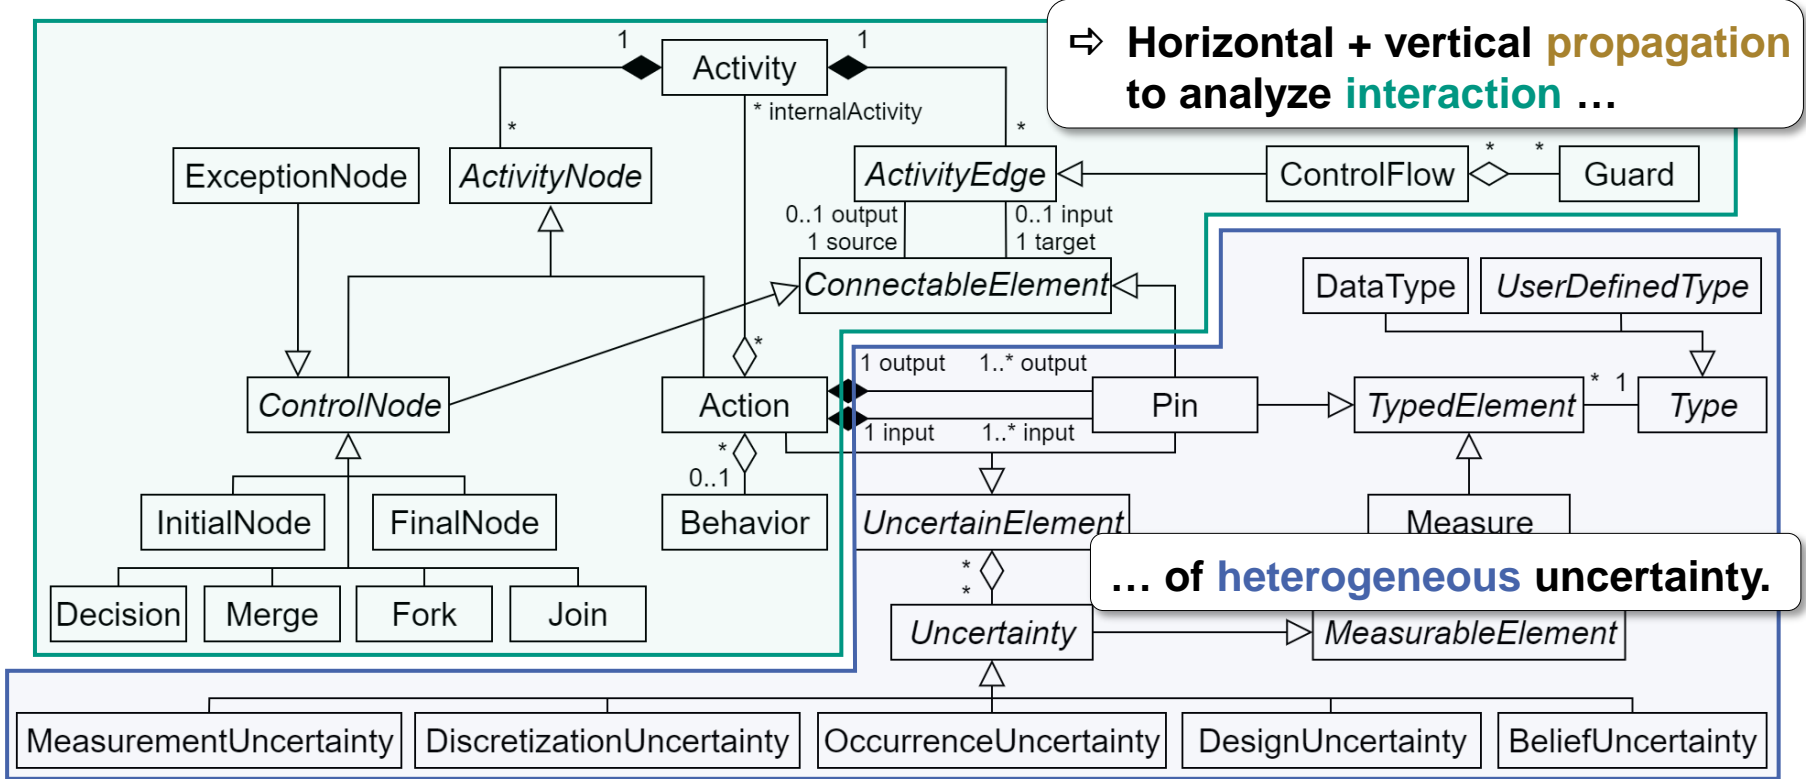 ⇨ Horizontal + vertical propagation
to analyze interaction …
1
Activity
1
* internalActivity
*
*
ExceptionNode
ActivityNode
ActivityEdge
ControlFlow
*
*
Guard
0..1 output
0..1 input
1 source
1 target
ConnectableElement
DataType
UserDefinedType
*
1 output
1..* output
ControlNode
Action
Pin
TypedElement
* 1
Type
1 input
1..* input
*
0..1
InitialNode
FinalNode
Behavior
UncertainElement
Measure
*
*
… of heterogeneous uncertainty.
Decision
Merge
Fork
Join
Uncertainty
MeasurableElement
MeasurementUncertainty
DiscretizationUncertainty
OccurrenceUncertainty
DesignUncertainty
BeliefUncertainty